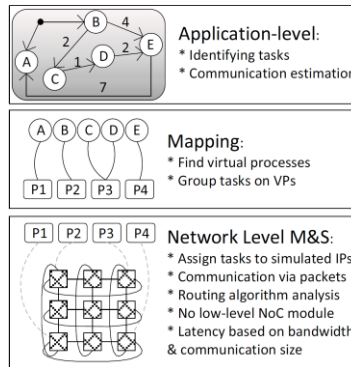 Application-level:
* Identifying tasks
* Communication estimation
A
B
C
D
E
4
2
1
2
7
Mapping:
* Find virtual processes
* Group tasks on VPs
A B C D E
P1 P2 P3 P4
Network Level M&S:
* Assign tasks to simulated IPs
* Communication via packets
* Routing algorithm analysis
* No low-level NoC module
* Latency based on bandwidth
& communication size
P1 P2 P3 P4